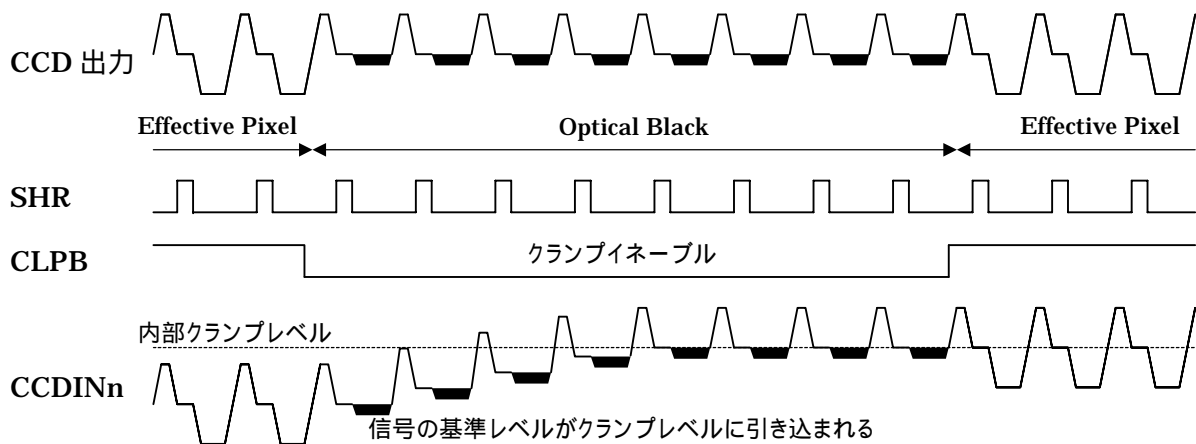 CCD 出力
Effective Pixel
Optical Black
Effective Pixel
SHR
CLPB
クランプイネーブル
内部クランプレベル
CCDINn
信号の基準レベルがクランプレベルに引き込まれる